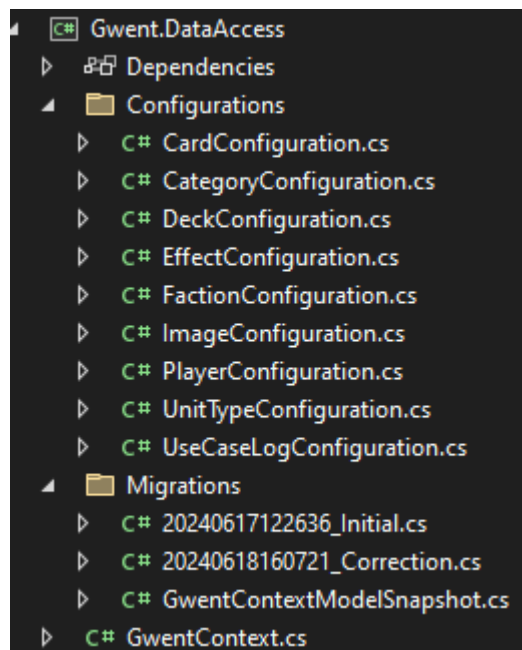 C# Gwent.DataAccess
Dependencies
Configurations
C# CardConfiguration.cs
C# CategoryConfiguration.cs
C# DeckConfiguration.cs
C# EffectConfiguration.cs
C# FactionConfiguration.cs
C# ImageConfiguration.cs
C# PlayerConfiguration.cs
C# UnitTypeConfiguration.cs
C# UseCaseLogConfiguration.cs
Migrations
C# 20240617122636_Initial.cs
C# 20240618160721_Correction.cs
C# GwentContextModelSnapshot.cs
C# GwentContext.cs